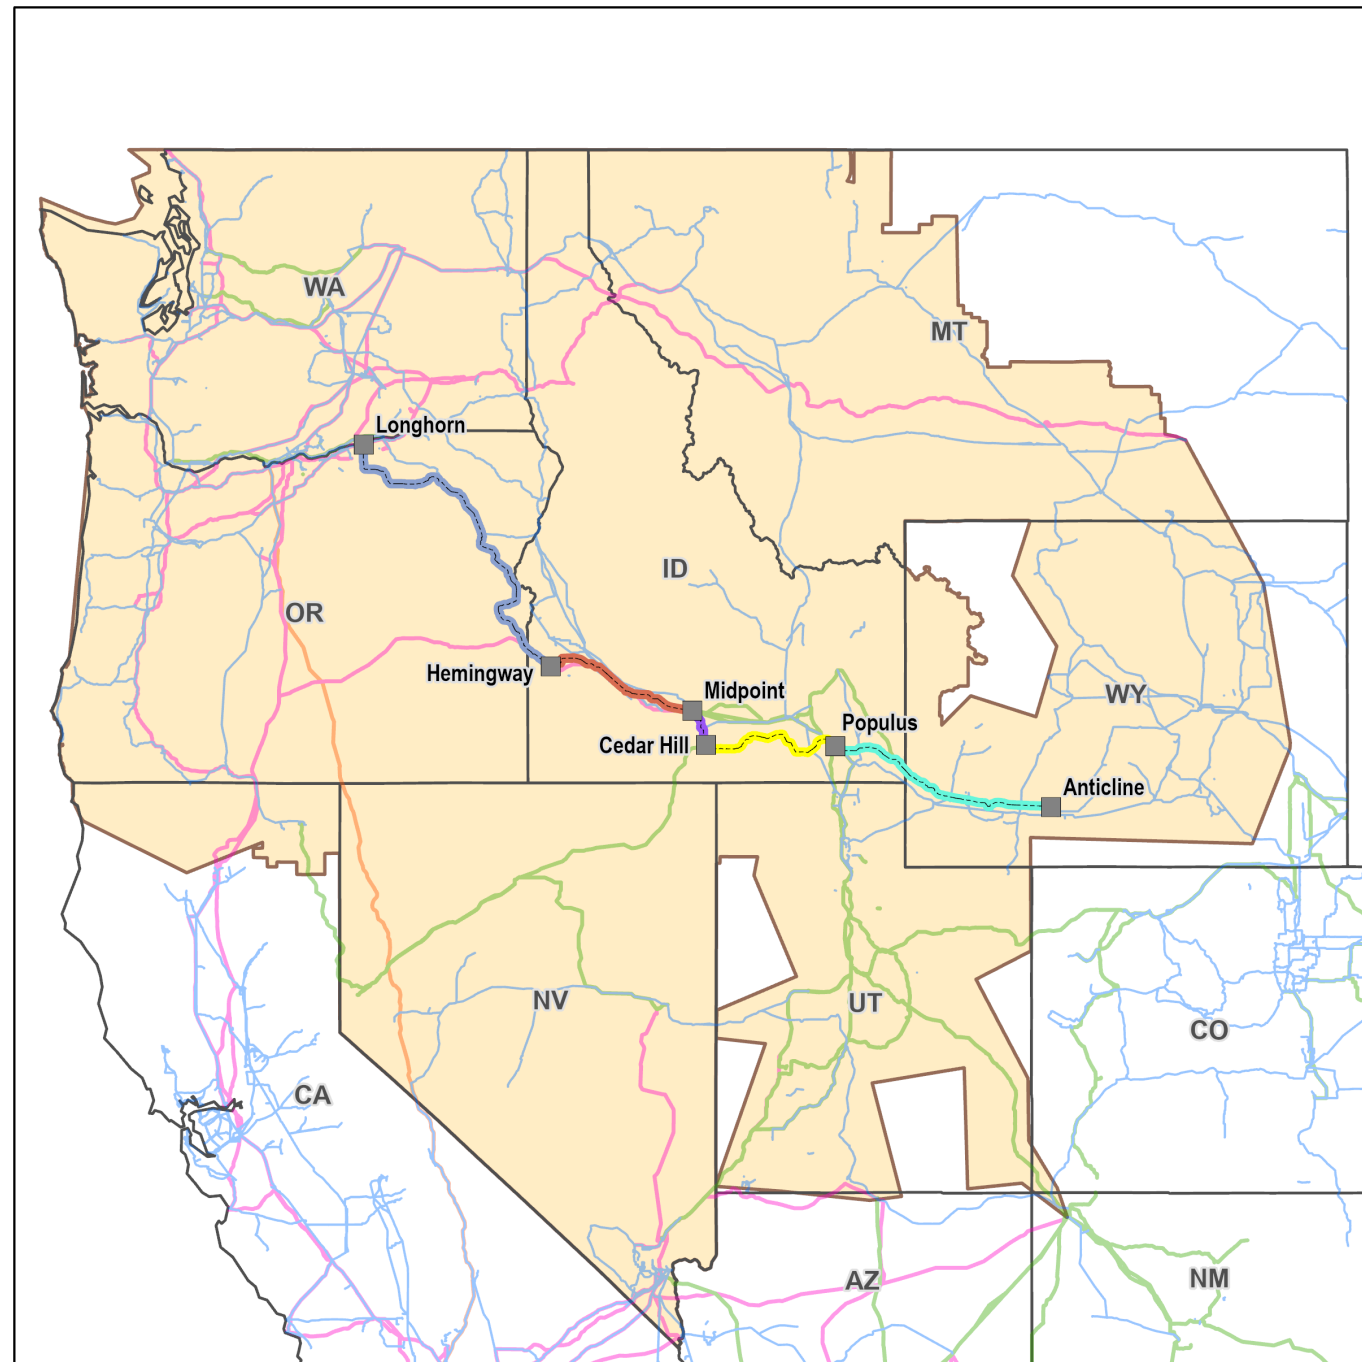 WA
MT
Longhorn
ID
OR
Hemingway
Midpoint
WY
Populus
Cedar Hill
Anticline
NV
UT
CO
CA
AZ
NM